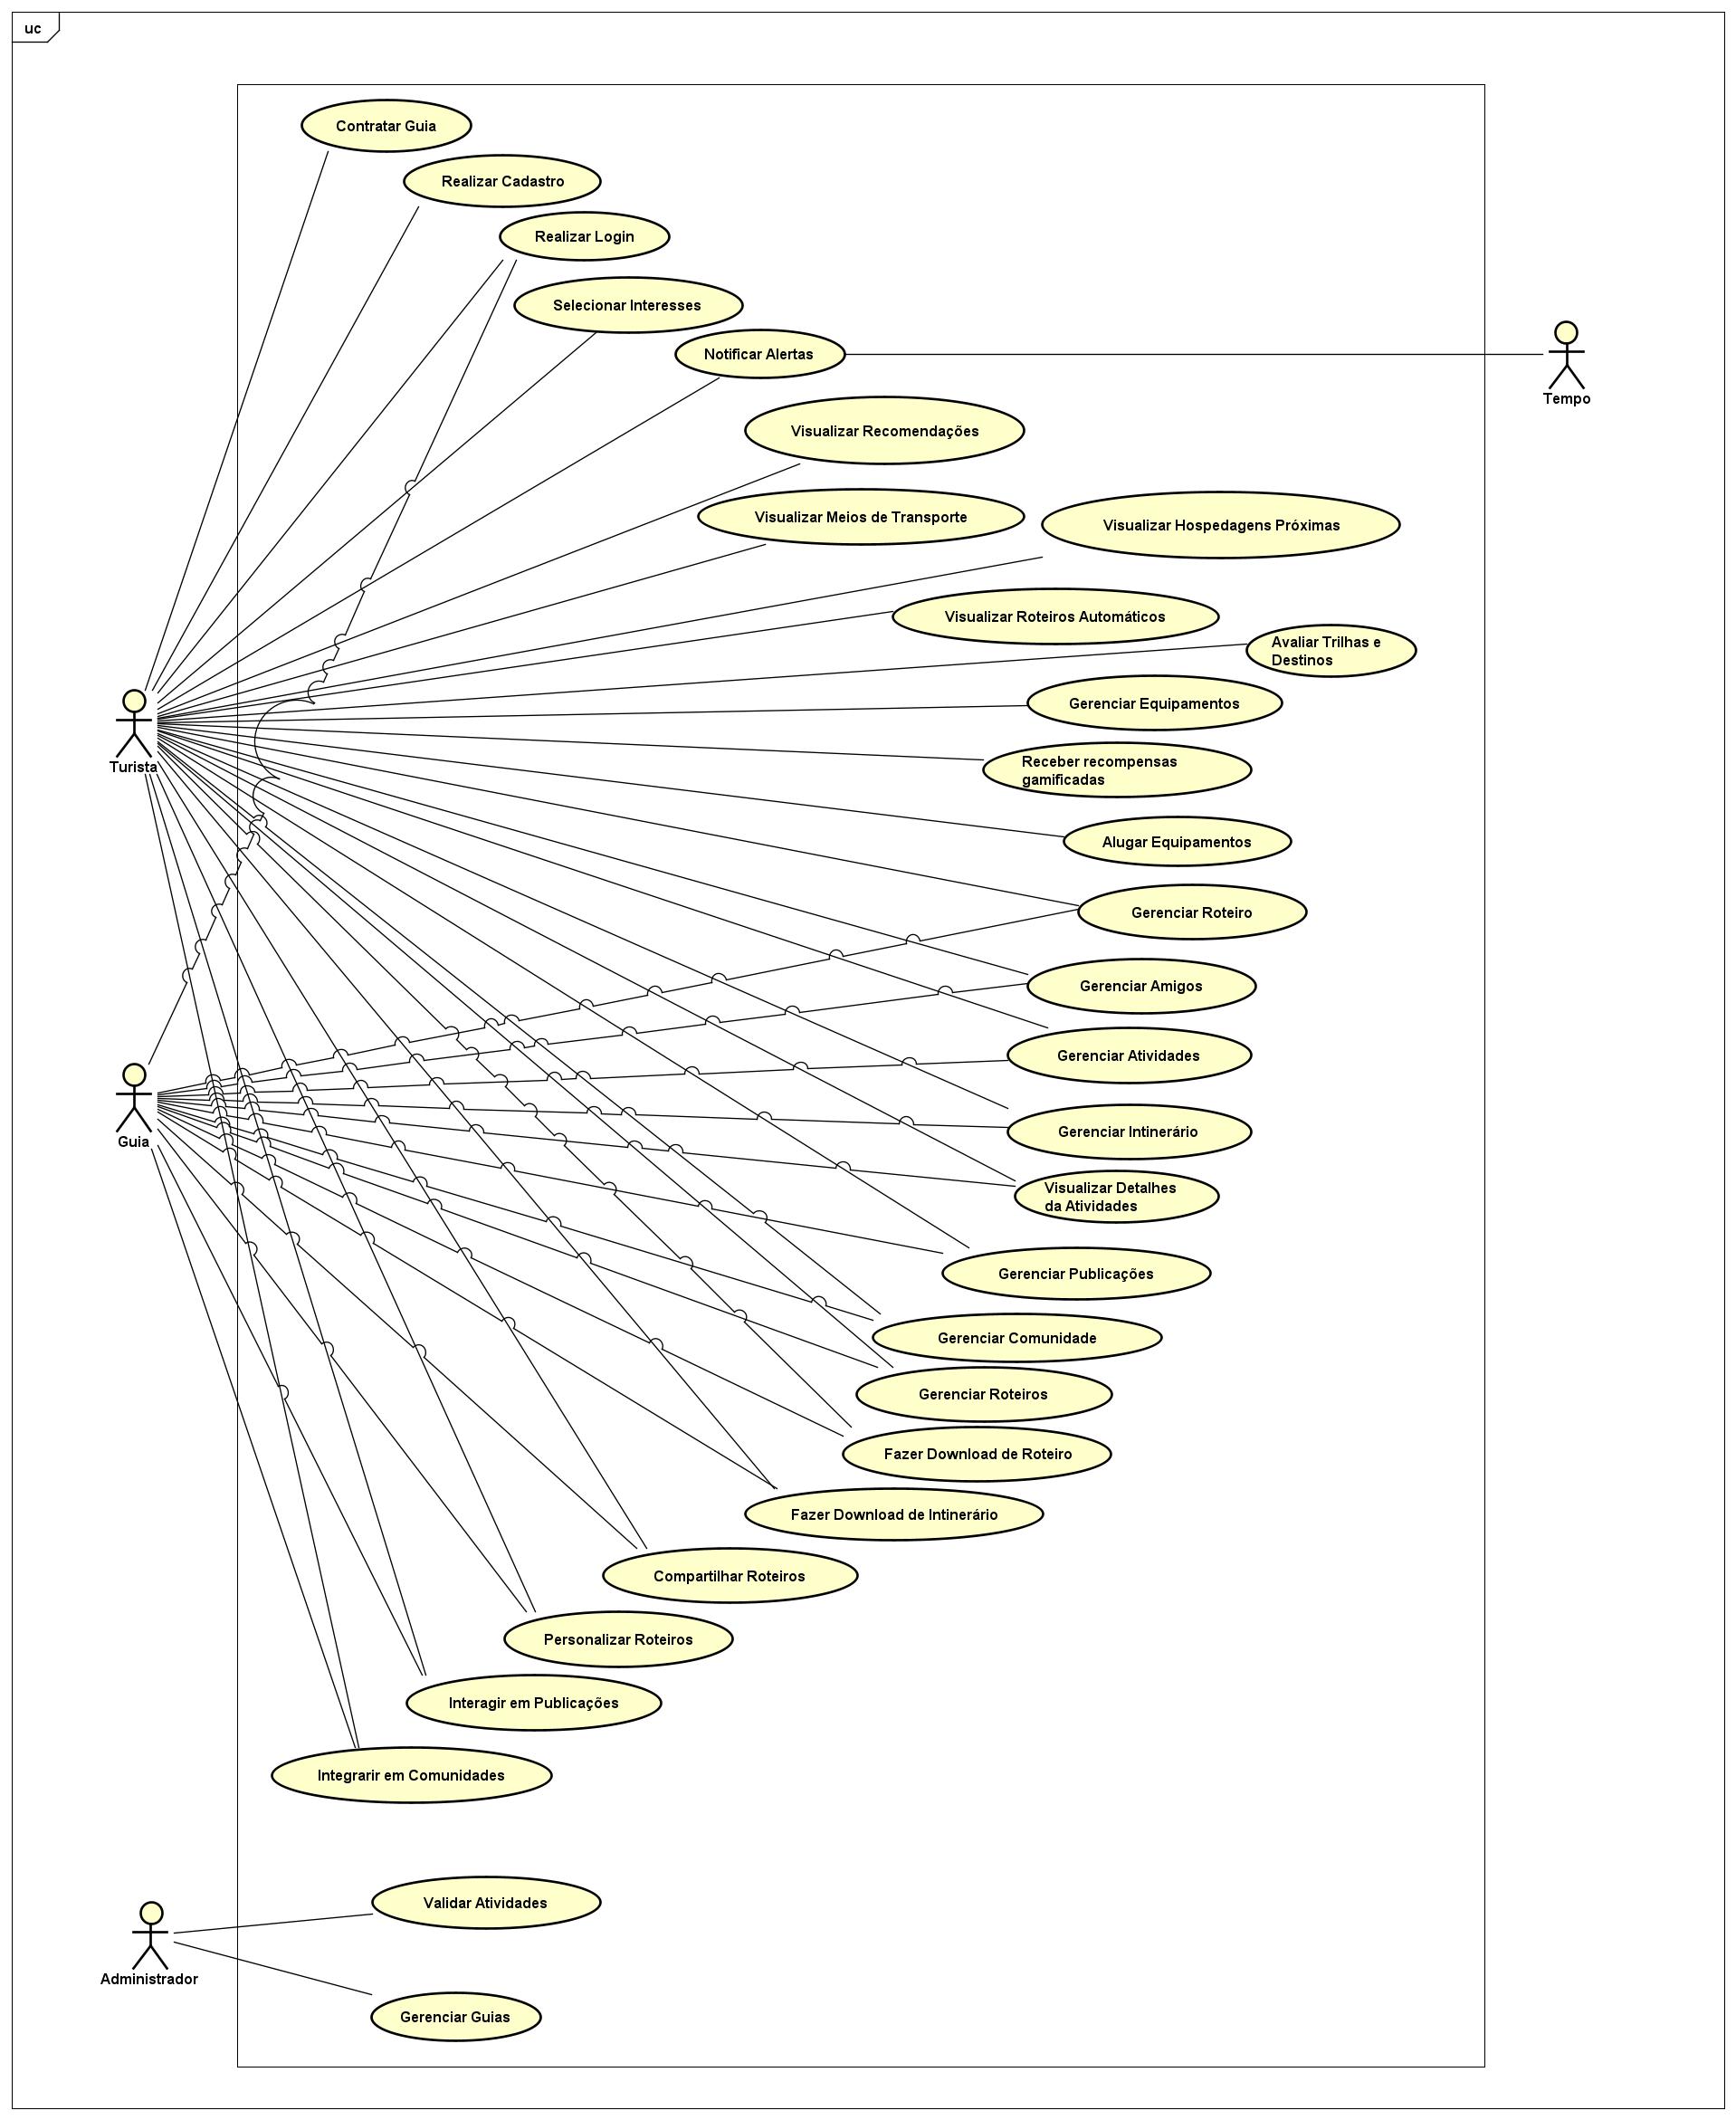 uc
Contratar Guia
Realizar Cadastro
Realizar Login
Selecionar Interesses
Notificar Alertas
Tempo
Visualizar Recomendações
Visualizar Meios de Transporte
Visualizar Hospedagens Próximas
Visualizar Roteiros Automáticos
Avaliar Trilhas e
Destinos
Gerenciar Equipamentos
Turista
Receber recompensas
gamificadas
Alugar Equipamentos
Gerenciar Roteiro
Gerenciar Amigos
Gerenciar Atividades
Guia
Gerenciar Intinerário
Visualizar Detalhes
da Atividades
Gerenciar Publicações
Gerenciar Comunidade
Gerenciar Roteiros
Fazer Download de Roteiro
Fazer Download de Intinerário
Compartilhar Roteiros
Personalizar Roteiros
Interagir em Publicações
Integrarir em Comunidades
Validar Atividades
Administrador
Gerenciar Guias